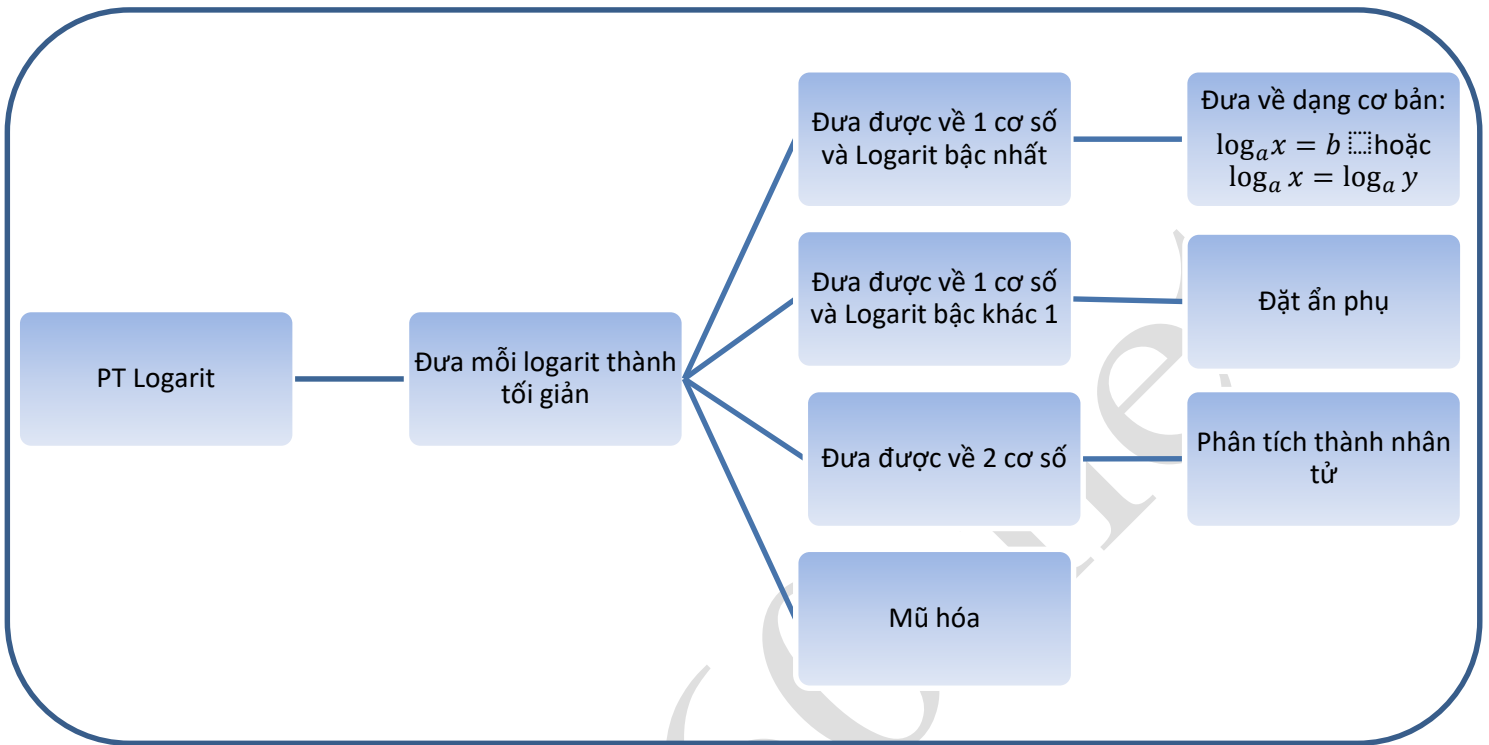 PT Logarit
Đưa mỗi logarit thành
tối giản
Đưa được về 1 cơ số
và Logarit bậc nhất
Đưa về dạng cơ bản:
logₐ x = b hoặc
logₐ x = logₐ y
Đưa được về 1 cơ số
và Logarit bậc khác 1
Đặt ẩn phụ
Đưa được về 2 cơ số
Phân tích thành nhân
tử
Mũ hóa